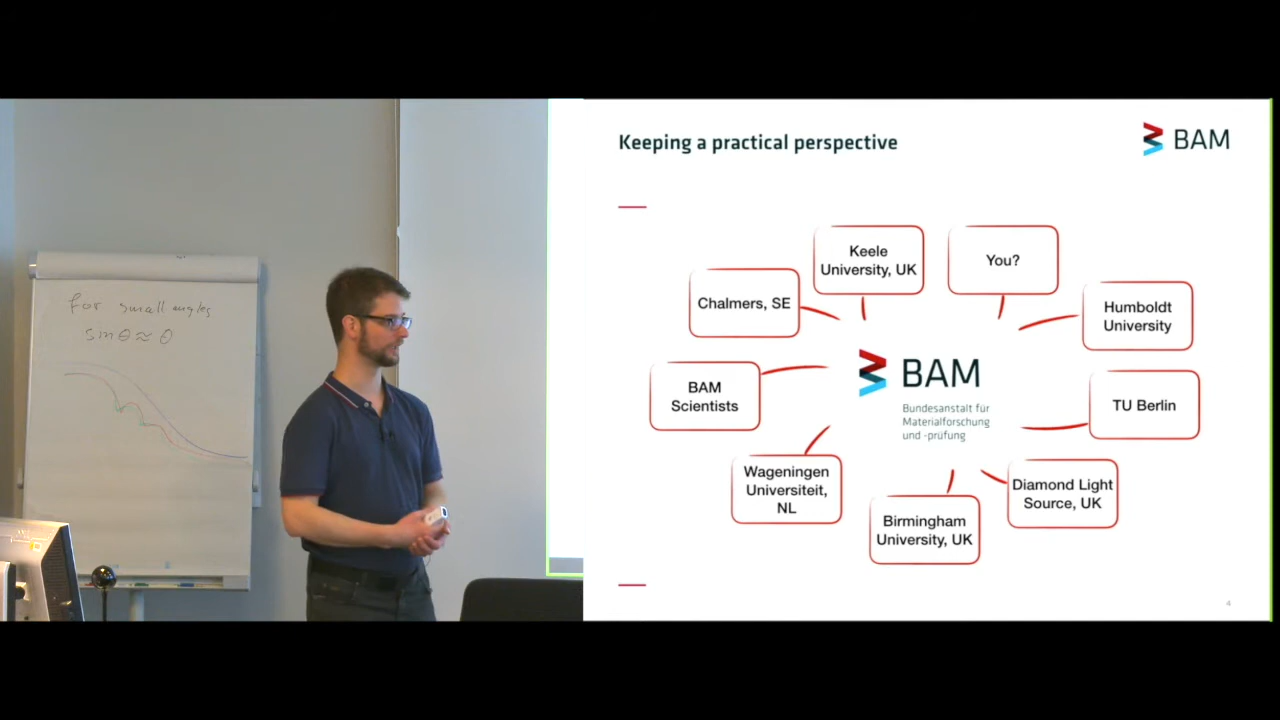 for small angles
sin θ ≈ θ
Keeping a practical perspective
BAM
Keele
University, UK
You?
Chalmers, SE
Humboldt
University
BAM
Bundesanstalt für
Materialforschung
und -prüfung
BAM
Scientists
TU Berlin
Wageningen
Universiteit,
NL
Diamond Light
Source, UK
Birmingham
University, UK
4